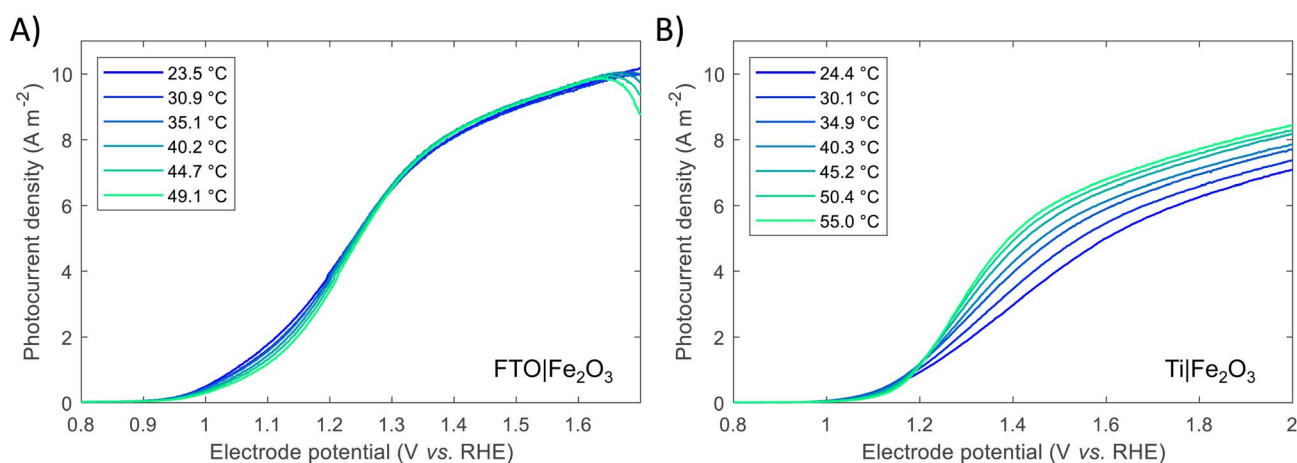 A)
Photocurrent density (A m⁻²)
10
8
6
4
2
0
23.5 °C
30.9 °C
35.1 °C
40.2 °C
44.7 °C
49.1 °C
FTO|Fe₂O₃
0.8 0.9 1 1.1 1.2 1.3 1.4 1.5 1.6
Electrode potential (V vs. RHE)
B)
Photocurrent density (A m⁻²)
10
8
6
4
2
0
24.4 °C
30.1 °C
34.9 °C
40.3 °C
45.2 °C
50.4 °C
55.0 °C
Ti|Fe₂O₃
0.8 1 1.2 1.4 1.6 1.8 2
Electrode potential (V vs. RHE)